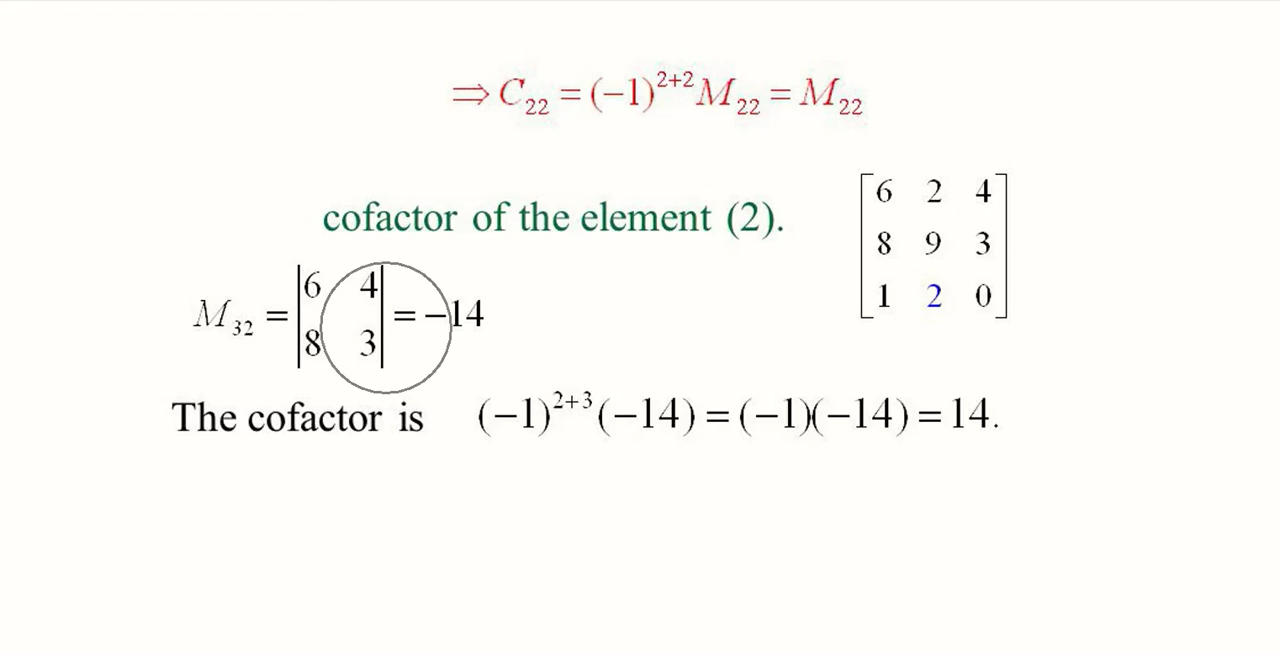 ⇒ C₂₂ = (−1)²⁺² M₂₂ = M₂₂
cofactor of the element (2).
6 2 4
8 9 3
1 2 0
M₃₂ = |6 4| = −14
|8 3|
The cofactor is (−1)²⁺³(−14) = (−1)(−14) = 14.